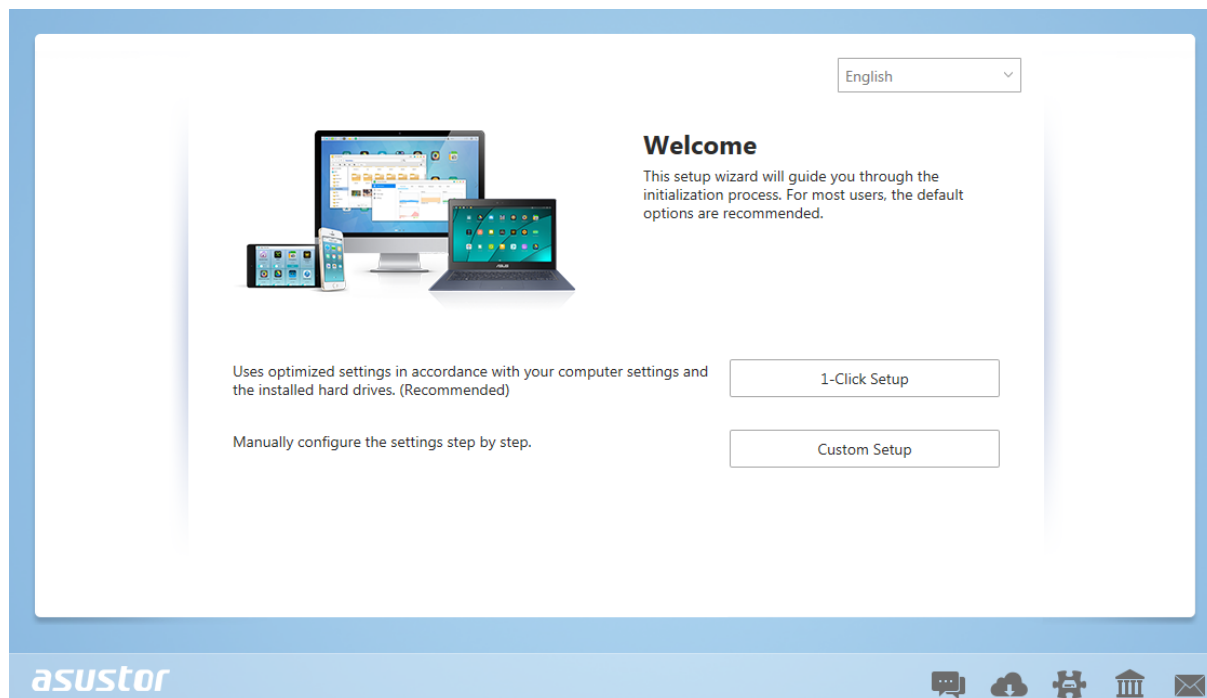 English
Welcome
This setup wizard will guide you through the
initialization process. For most users, the default
options are recommended.
Uses optimized settings in accordance with your computer settings and
the installed hard drives. (Recommended)
1-Click Setup
Manually configure the settings step by step.
Custom Setup
asustor